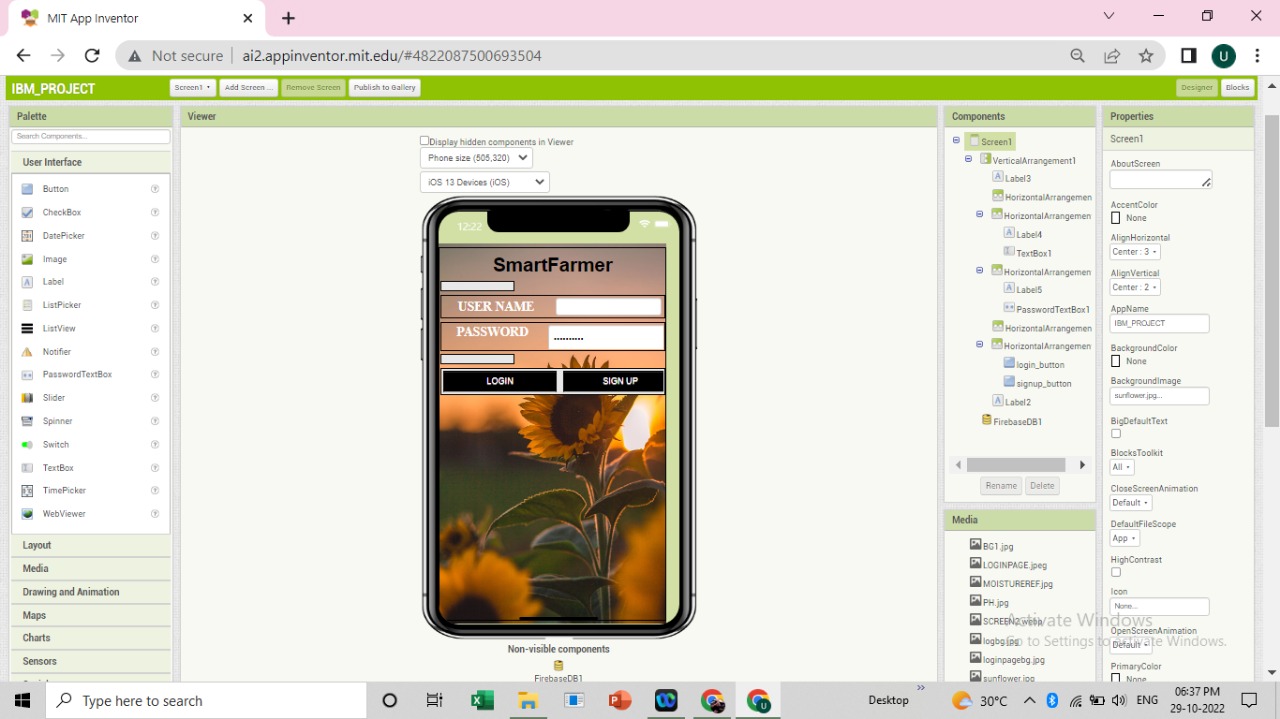 MIT App Inventor
Not secure
ai2.appinventor.mit.edu/#4822087500693504
U
IBM_PROJECT
Screen1
Add Screen ...
Remove Screen
Publish to Gallery
Designer
Blocks
Palette
Search Components...
User Interface
Button
CheckBox
DatePicker
Image
Label
ListPicker
ListView
Notifier
PasswordTextBox
Slider
Spinner
Switch
TextBox
TimePicker
WebViewer
Layout
Media
Drawing and Animation
Maps
Charts
Sensors
Viewer
Display hidden components in Viewer
Phone size (505,320)
iOS 13 Devices (iOS)
12:22
SmartFarmer
USER NAME
PASSWORD
LOGIN
SIGN UP
Non-visible components
FirebaseDB1
Components
Screen1
VerticalArrangement1
Label3
HorizontalArrangemen
HorizontalArrangemen
Label4
TextBox1
HorizontalArrangemen
Label5
PasswordTextBox1
HorizontalArrangemen
HorizontalArrangemen
login_button
signup_button
Label2
FirebaseDB1
Rename
Delete
Media
BG1.jpg
LOGINPAGE.jpeg
MOISTUREREF.jpg
PH.jpg
SCREEN2.webp
logbg.jpg
loginpagebg.jpg
sunflower.jpg
Properties
Screen1
AboutScreen
AccentColor
None
AlignHorizontal
Center : 3
AlignVertical
Center : 2
AppName
IBM_PROJECT
BackgroundColor
None
BackgroundImage
sunflower.jpg...
BigDefaultText
BlocksToolkit
All
CloseScreenAnimation
Default
DefaultFileScope
App
HighContrast
Icon
None...
OpenScreenAnimation
Default
PrimaryColor
None
Activate Windows
Go to Settings to activate Windows.
Type here to search
Desktop
30°C
ENG
06:37 PM
29-10-2022